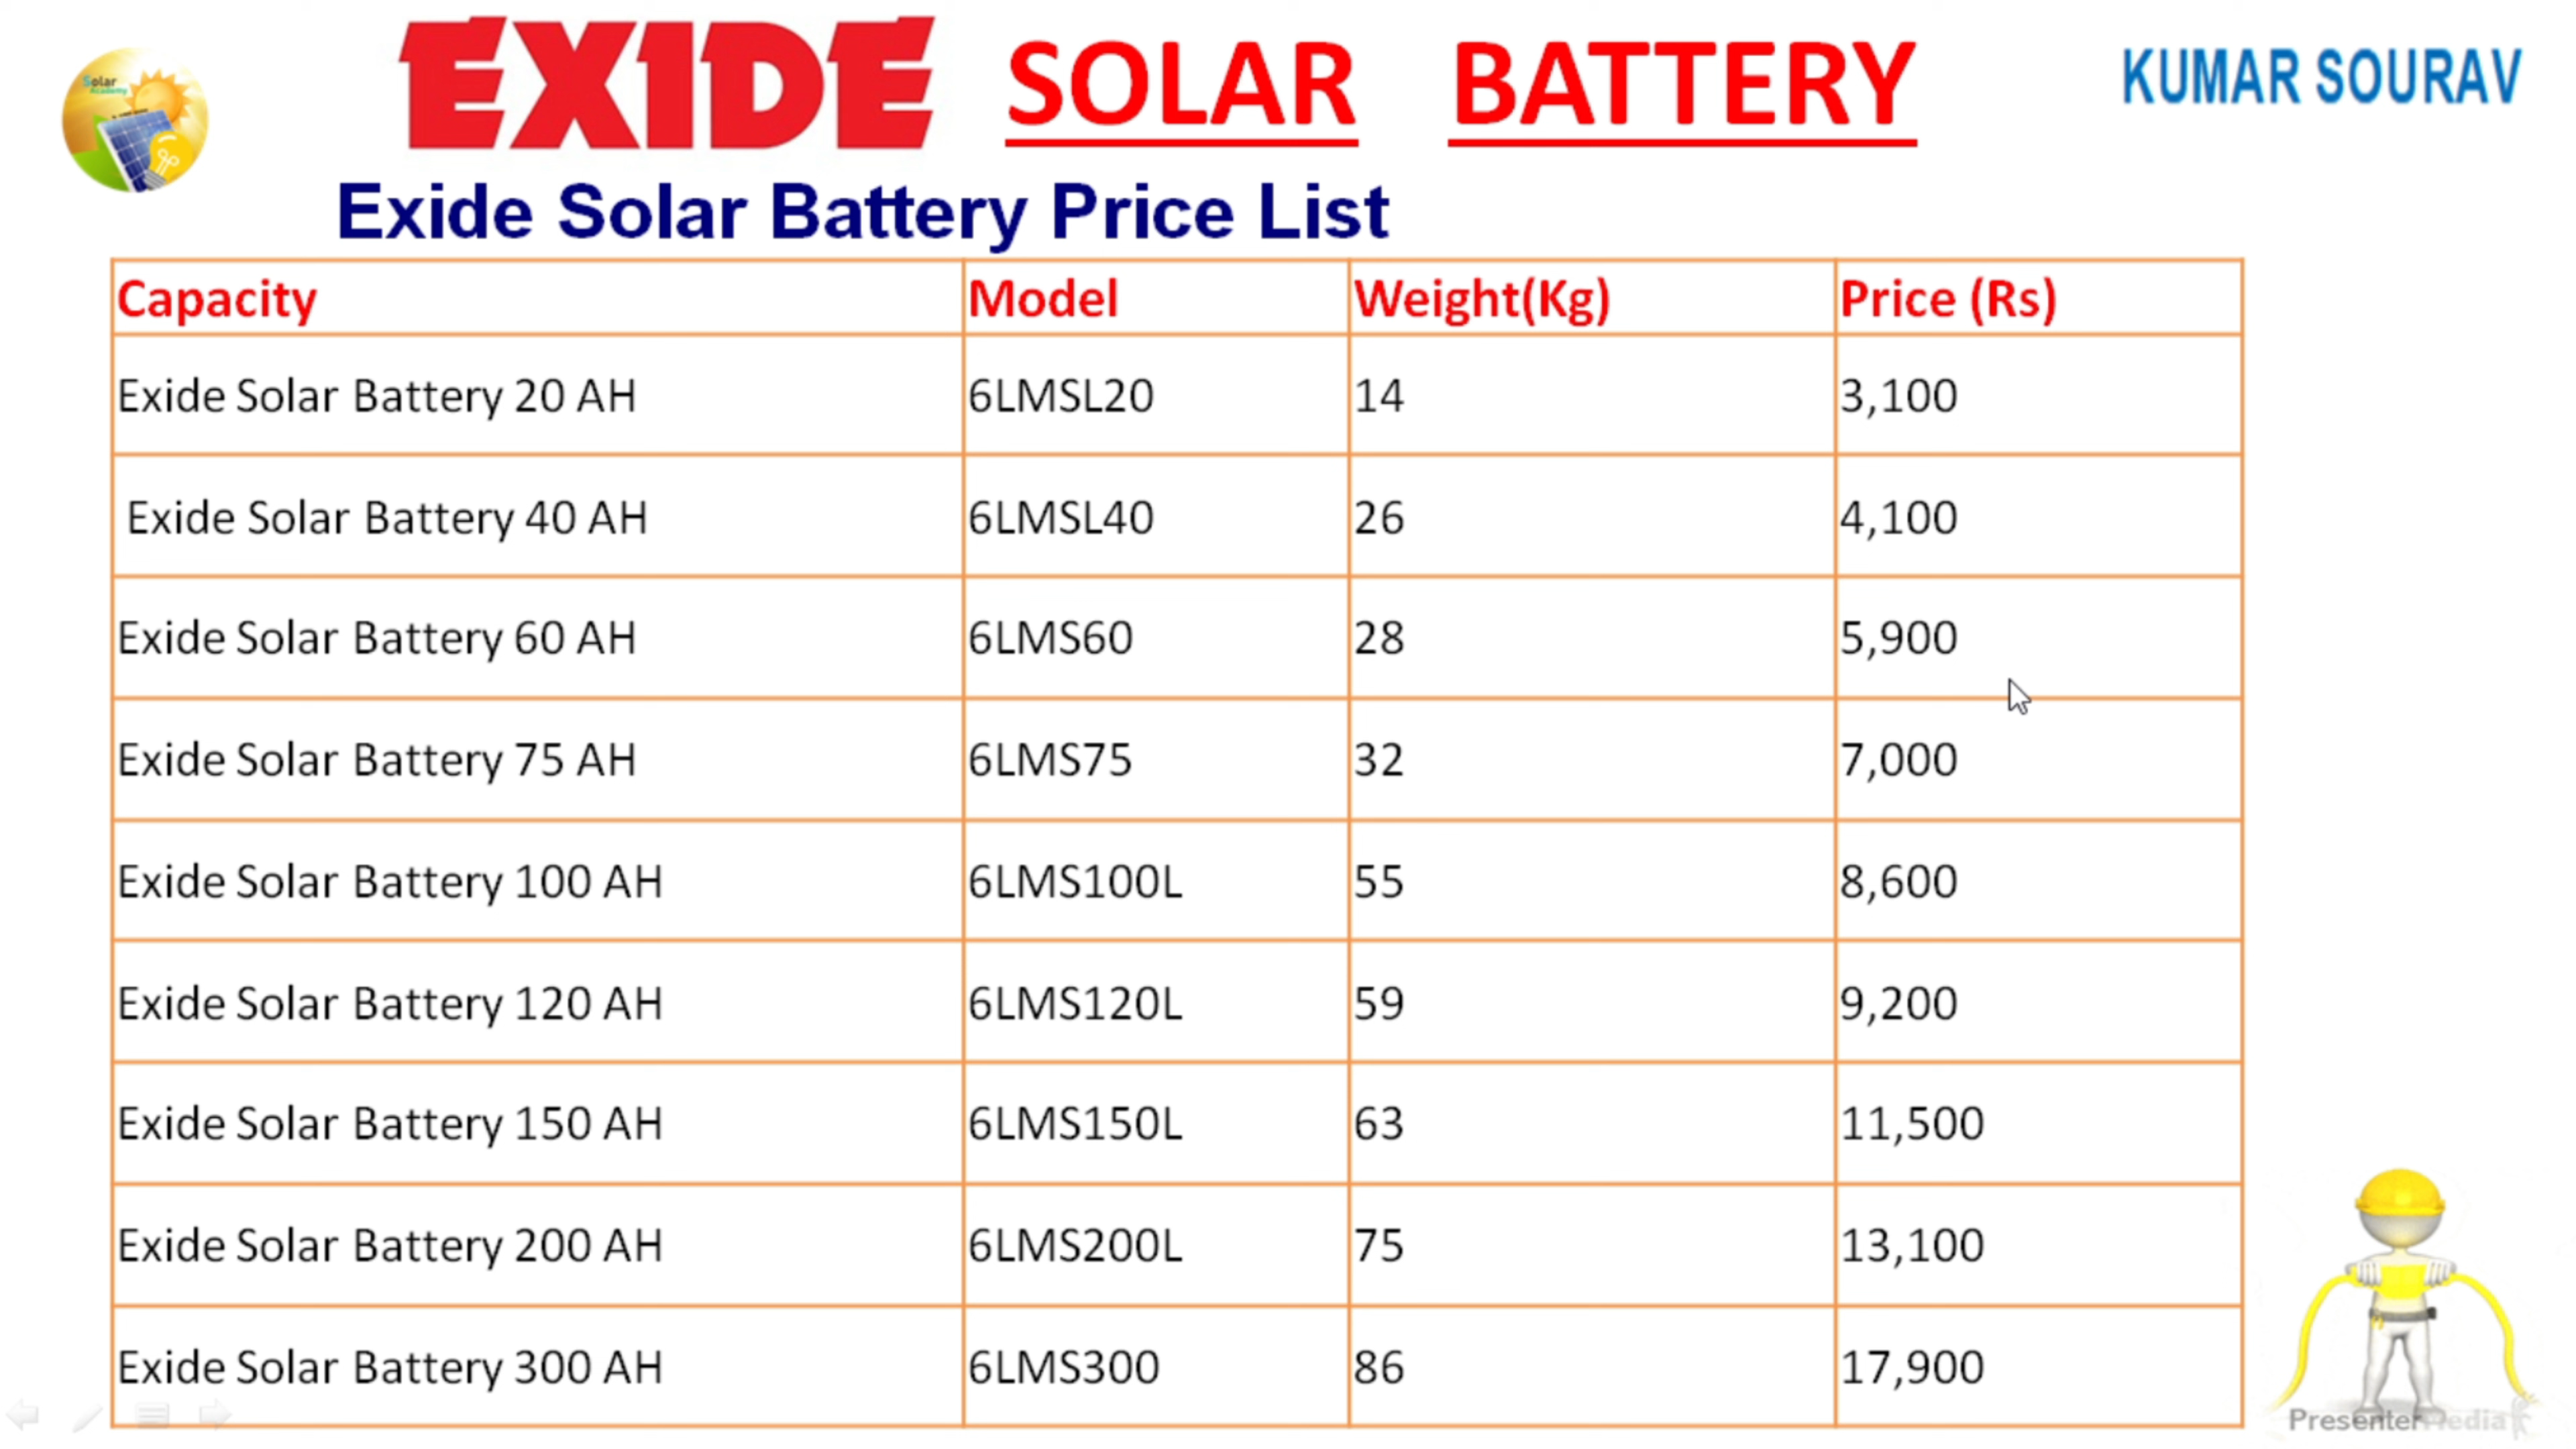 Solar
Academy
EXIDE SOLAR BATTERY
KUMAR SOURAV
Exide Solar Battery Price List
Capacity Model Weight(Kg) Price (Rs)
Exide Solar Battery 20 AH 6LMSL20 14 3,100
Exide Solar Battery 40 AH 6LMSL40 26 4,100
Exide Solar Battery 60 AH 6LMS60 28 5,900
Exide Solar Battery 75 AH 6LMS75 32 7,000
Exide Solar Battery 100 AH 6LMS100L 55 8,600
Exide Solar Battery 120 AH 6LMS120L 59 9,200
Exide Solar Battery 150 AH 6LMS150L 63 11,500
Exide Solar Battery 200 AH 6LMS200L 75 13,100
Exide Solar Battery 300 AH 6LMS300 86 17,900
PresenterMedia